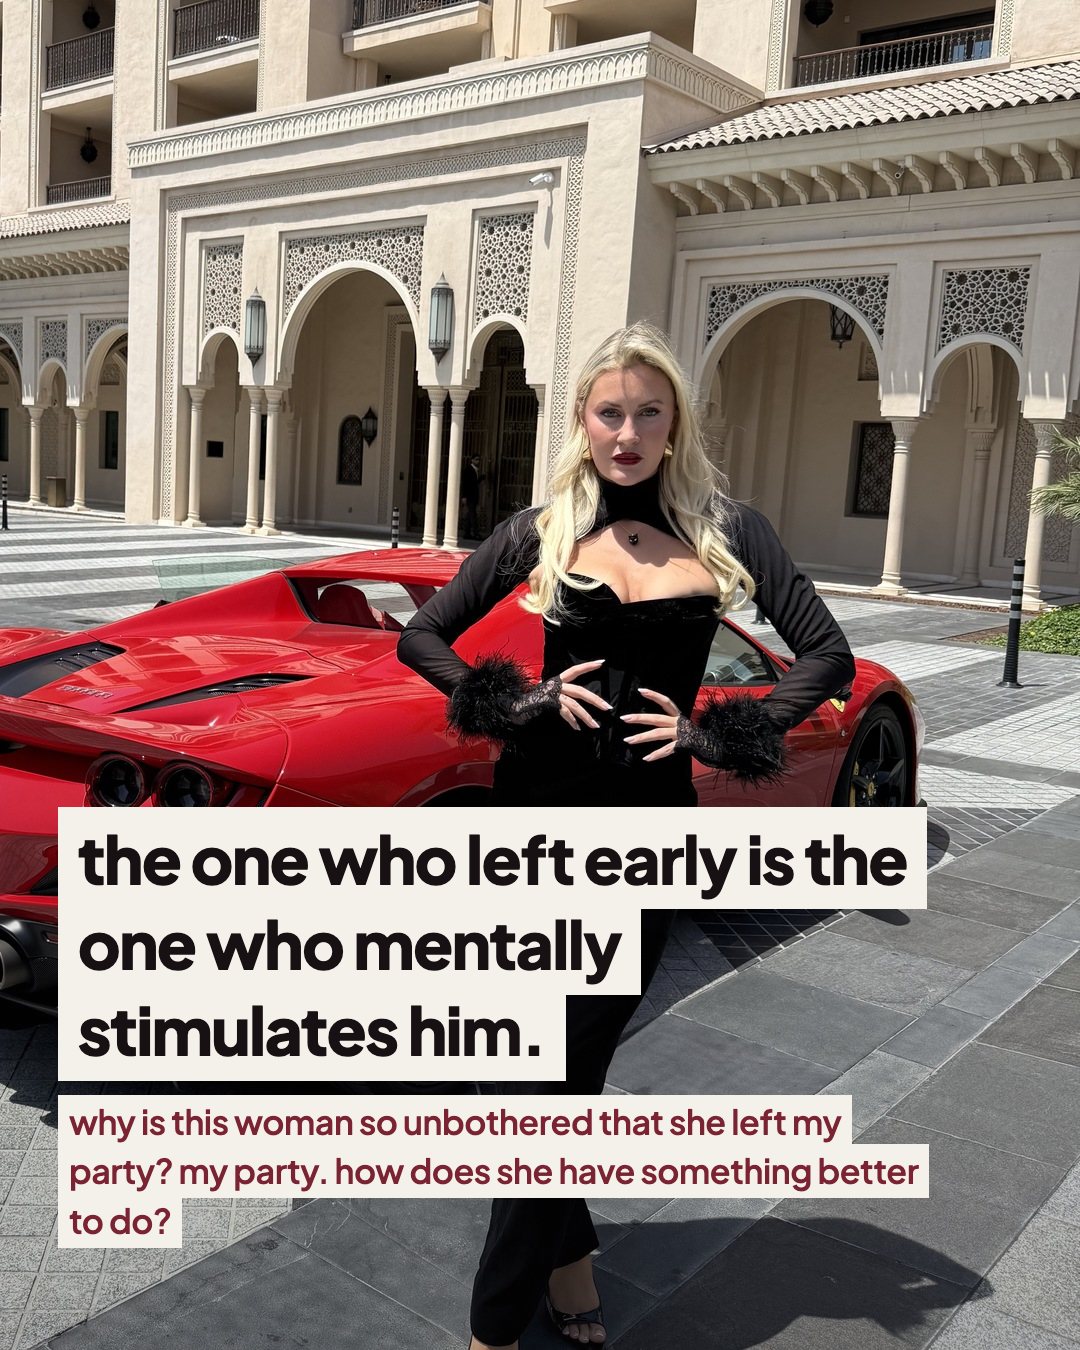 the one who left early is the
one who mentally
stimulates him.
why is this woman so unbothered that she left my
party? my party. how does she have something better
to do?